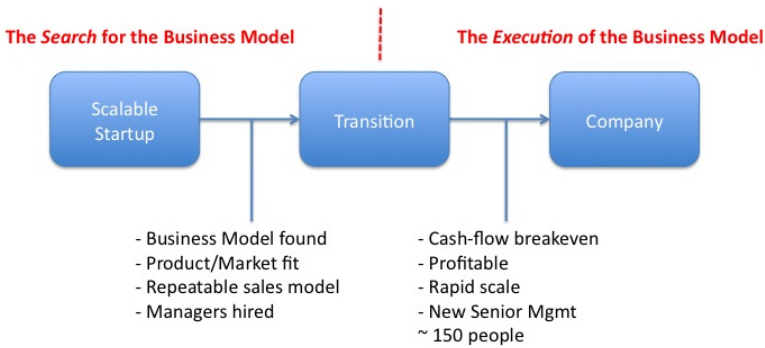 The Search for the Business Model
The Execution of the Business Model
Scalable
Startup
Transition
Company
- Business Model found
- Product/Market fit
- Repeatable sales model
- Managers hired
- Cash-flow breakeven
- Profitable
- Rapid scale
- New Senior Mgmt
~ 150 people